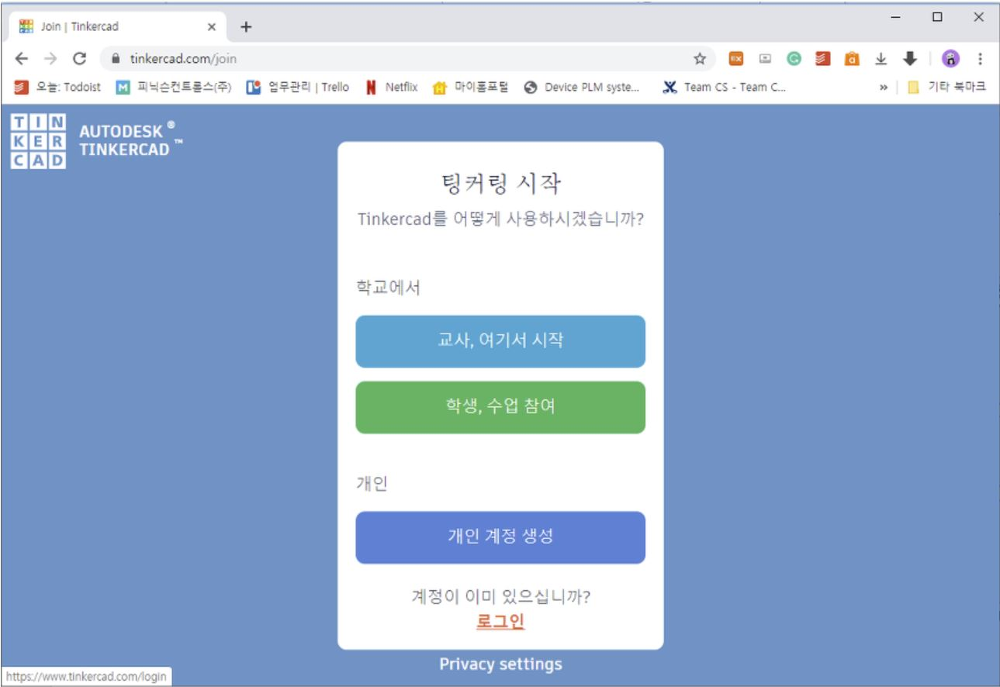 Join | Tinkercad
tinkercad.com/join
오늘: Todoist
피닉슨컨트롤스(주)
업무관리 | Trello
Netflix
마이홈포털
Device PLM syste...
Team CS - Team C...
»
기타 북마크
TIN
KER
CAD
AUTODESK ®
TINKERCAD ™
팅커링 시작
Tinkercad를 어떻게 사용하시겠습니까?
학교에서
교사, 여기서 시작
학생, 수업 참여
개인
개인 계정 생성
계정이 이미 있으십니까?
로그인
Privacy settings
https://www.tinkercad.com/login